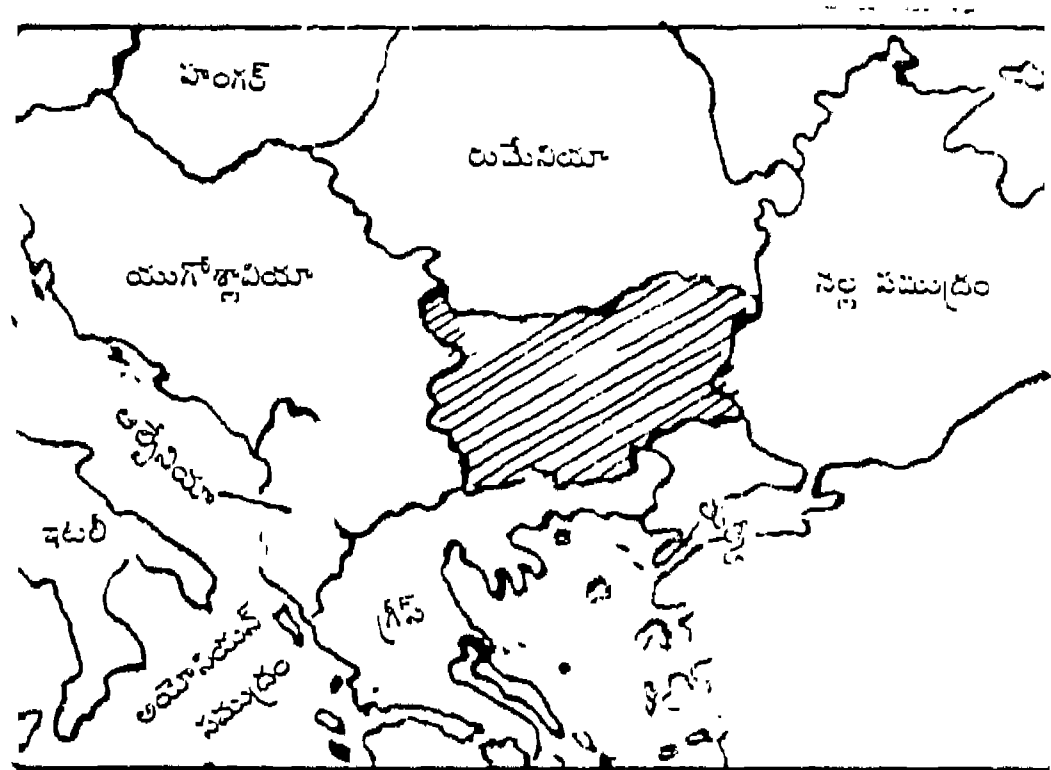 హంగరీ
రుమేనియా
యుగోశ్లావియా
నల్ల సముద్రం
అల్బేనియా
ఇటలీ
గ్రీస్
అయోనియన్
సముద్రం